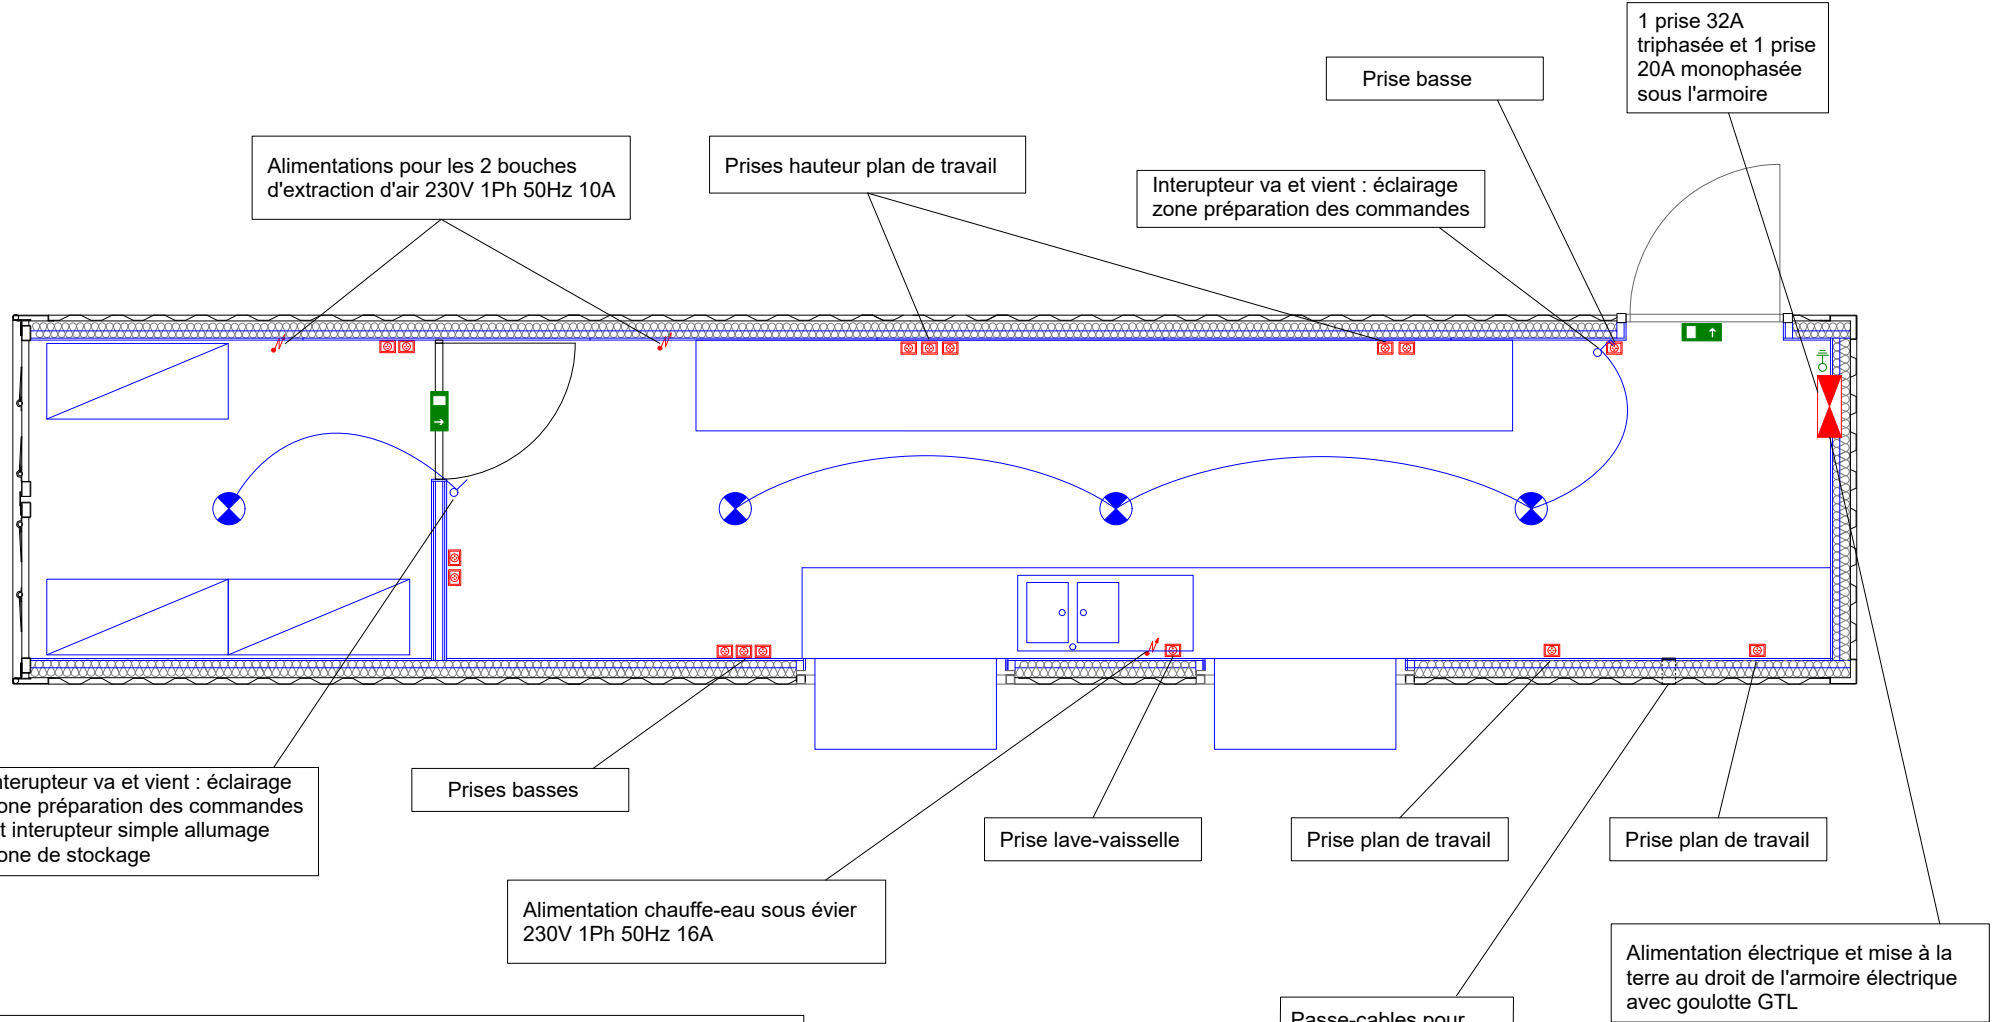 1 prise 32A
triphasée et 1 prise
20A monophasée
sous l'armoire
Prise basse
Alimentations pour les 2 bouches
d'extraction d'air 230V 1Ph 50Hz 10A
Prises hauteur plan de travail
Interupteur va et vient : éclairage
zone préparation des commandes
nterupteur va et vient : éclairage
one préparation des commandes
t interupteur simple allumage
one de stockage
Prises basses
Prise lave-vaisselle
Prise plan de travail
Prise plan de travail
Alimentation chauffe-eau sous évier
230V 1Ph 50Hz 16A
Alimentation électrique et mise à la
terre au droit de l'armoire électrique
avec goulotte GTL
Passe-cables pour